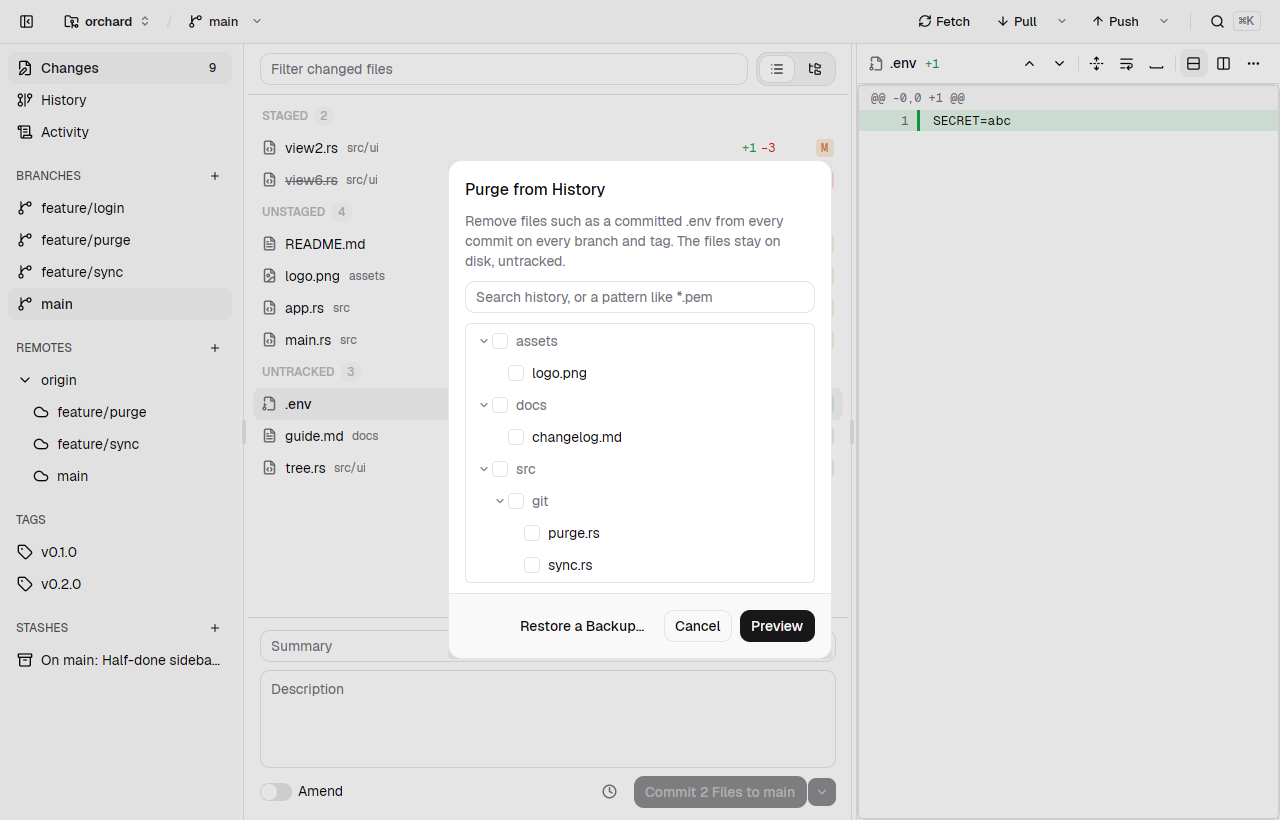 orchard
/
main
Fetch
Pull
Push
⌘K
Changes 9
History
Activity
BRANCHES
feature/login
feature/purge
feature/sync
main
REMOTES
origin
feature/purge
feature/sync
main
TAGS
v0.1.0
v0.2.0
STASHES
On main: Half-done sideba…
Filter changed files
STAGED 2
view2.rs src/ui +1 −3 M
view6.rs src/ui
UNSTAGED 4
README.md
logo.png assets
app.rs src
main.rs src
UNTRACKED 3
.env
guide.md docs
tree.rs src/ui
Summary
Description
Amend
Commit 2 Files to main
Purge from History
Remove files such as a committed .env from every
commit on every branch and tag. The files stay on
disk, untracked.
Search history, or a pattern like *.pem
assets
logo.png
docs
changelog.md
src
git
purge.rs
sync.rs
Restore a Backup…
Cancel
Preview
.env +1
@@ -0,0 +1 @@
1 SECRET=abc